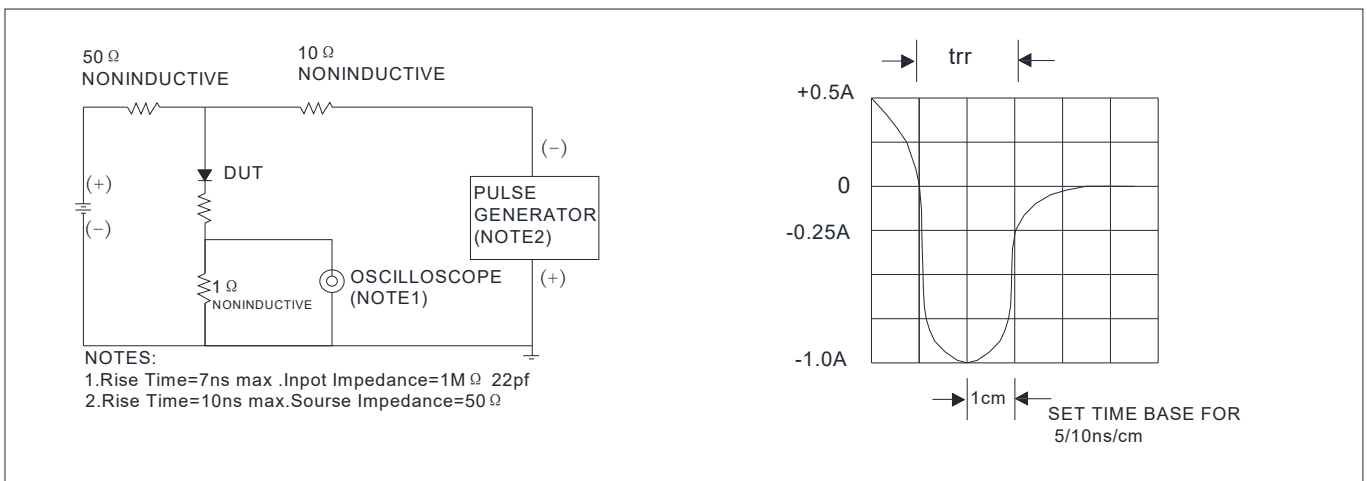 50 Ω
NONINDUCTIVE
10 Ω
NONINDUCTIVE
(+)
(−)
DUT
1 Ω
NONINDUCTIVE
OSCILLOSCOPE
(NOTE1)
(−)
PULSE
GENERATOR
(NOTE2)
(+)
NOTES:
1.Rise Time=7ns max .Inpot Impedance=1M Ω 22pf
2.Rise Time=10ns max.Sourse Impedance=50 Ω
trr
+0.5A
0
-0.25A
-1.0A
1cm
SET TIME BASE FOR
5/10ns/cm